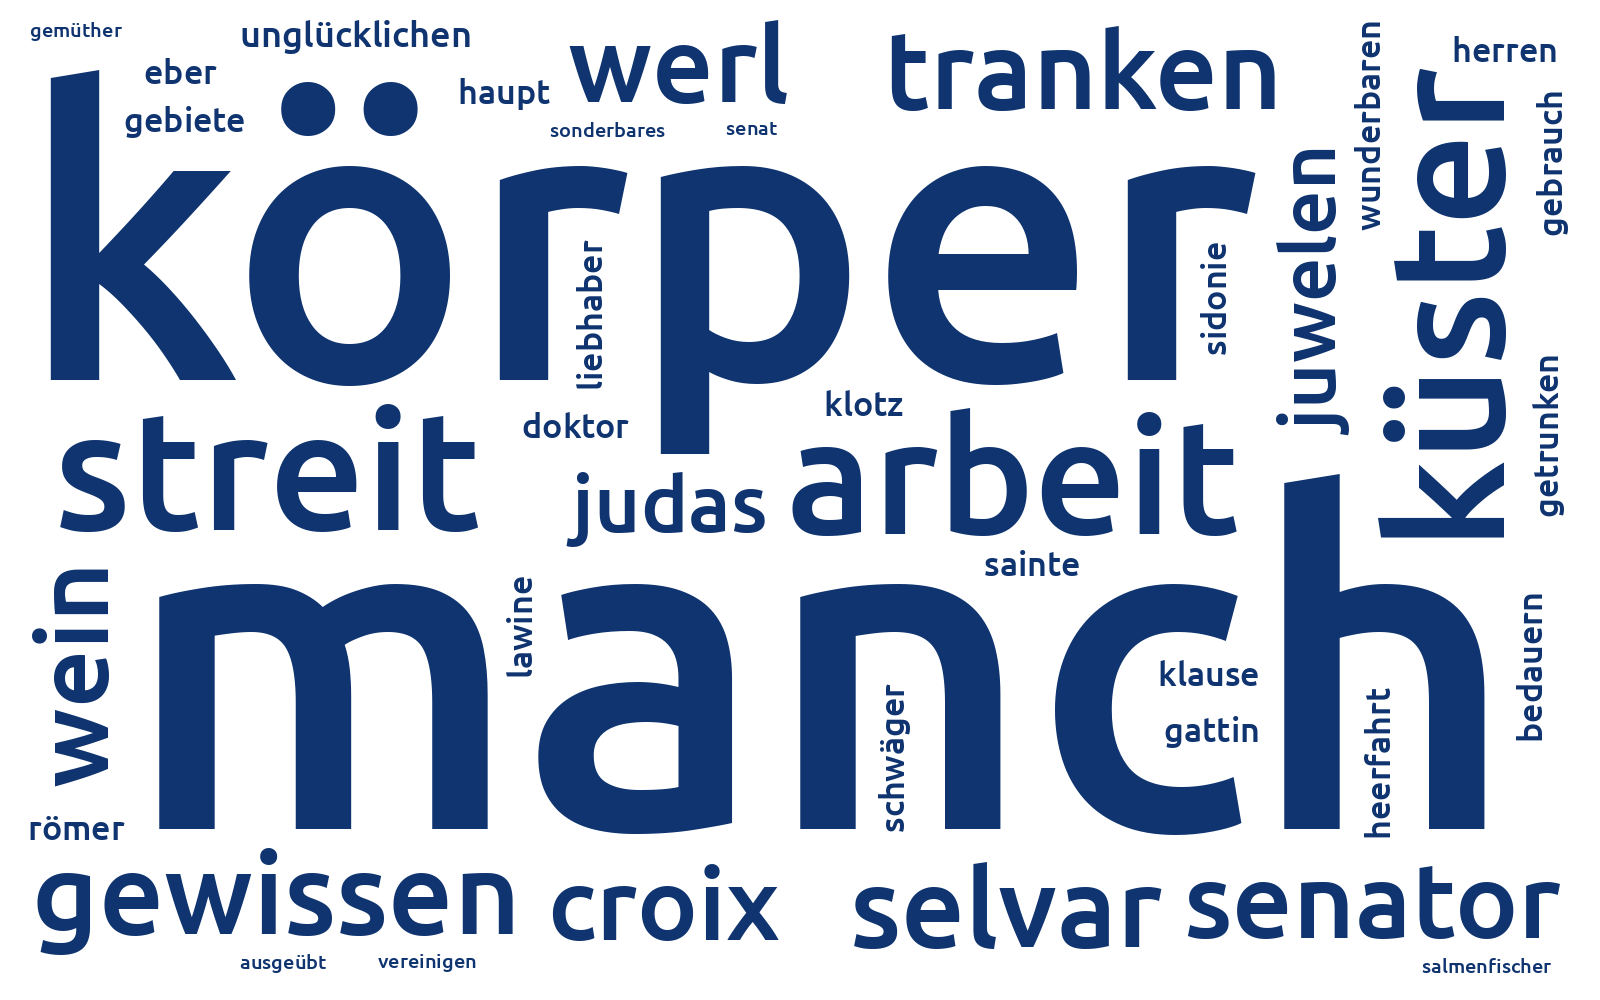 gemüther
unglücklichen
eber
gebiete
haupt
werl
sonderbares
senat
tranken
wunderbaren
herren
gebrauch
körper
liebhaber
sidonie
juwelen
küster
getrunken
streit
doktor
klotz
judas
arbeit
sainte
wein
lawine
manch
schwäger
klause
gattin
heerfahrt
bedauern
römer
gewissen
croix
selvar
senator
ausgeübt
vereinigen
salmenfischer